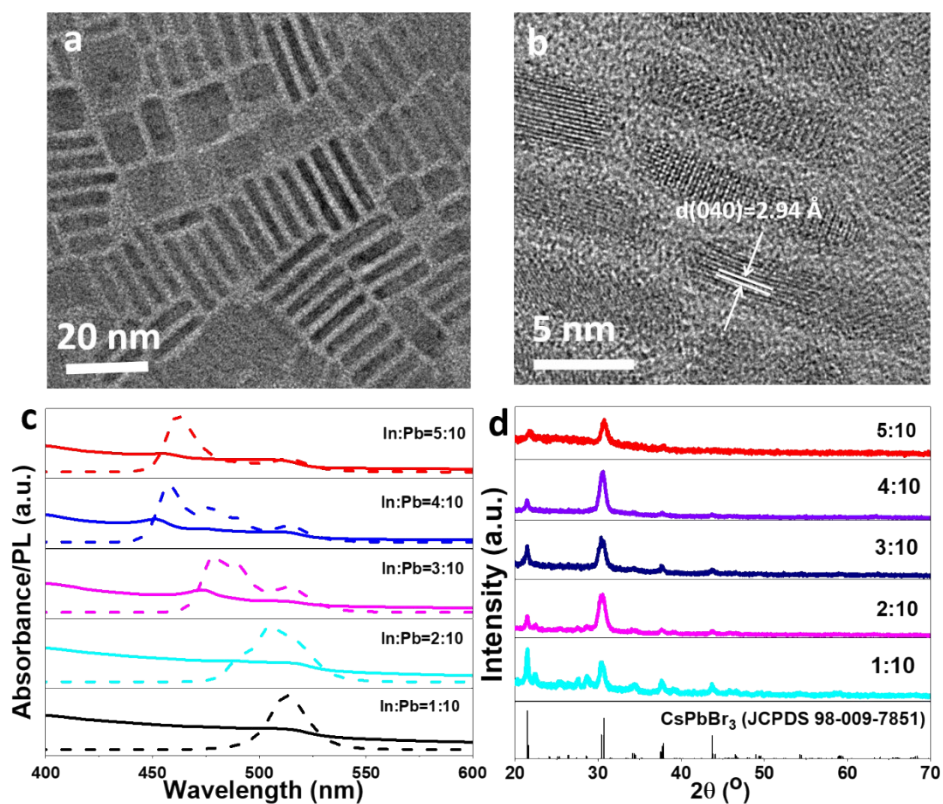 a
20 nm
b
d(040)=2.94 Å
5 nm
c
Absorbance/PL (a.u.)
In:Pb=5:10
In:Pb=4:10
In:Pb=3:10
In:Pb=2:10
In:Pb=1:10
400 450 500 550 600
Wavelength (nm)
d
Intensity (a.u.)
5:10
4:10
3:10
2:10
1:10
CsPbBr₃ (JCPDS 98-009-7851)
20 30 40 50 60 70
2θ (°)